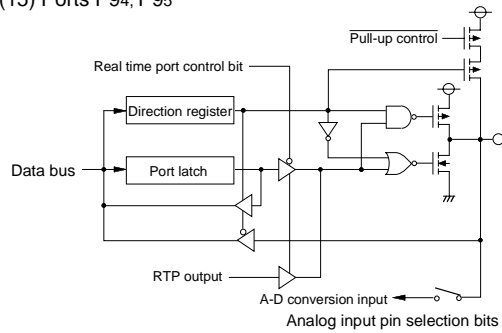 (15) Ports P94, P95
Pull-up control
Real time port control bit
Direction register
Data bus
Port latch
RTP output
A-D conversion input
Analog input pin selection bits